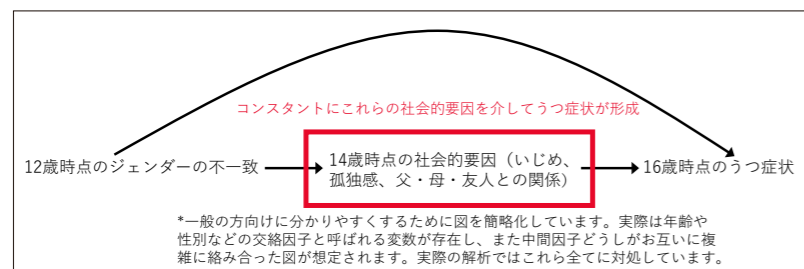 コンスタントにこれらの社会的要因を介してうつ症状が形成
12歳時点のジェンダーの不一致
14歳時点の社会的要因（いじめ、
孤独感、父・母・友人との関係）
16歳時点のうつ症状
*一般の方向けに分かりやすくするために図を簡略化しています。実際は年齢や
性別などの交絡因子と呼ばれる変数が存在し、また中間因子どうしがお互いに複
雑に絡み合った図が想定されます。実際の解析ではこれら全てに対処しています。